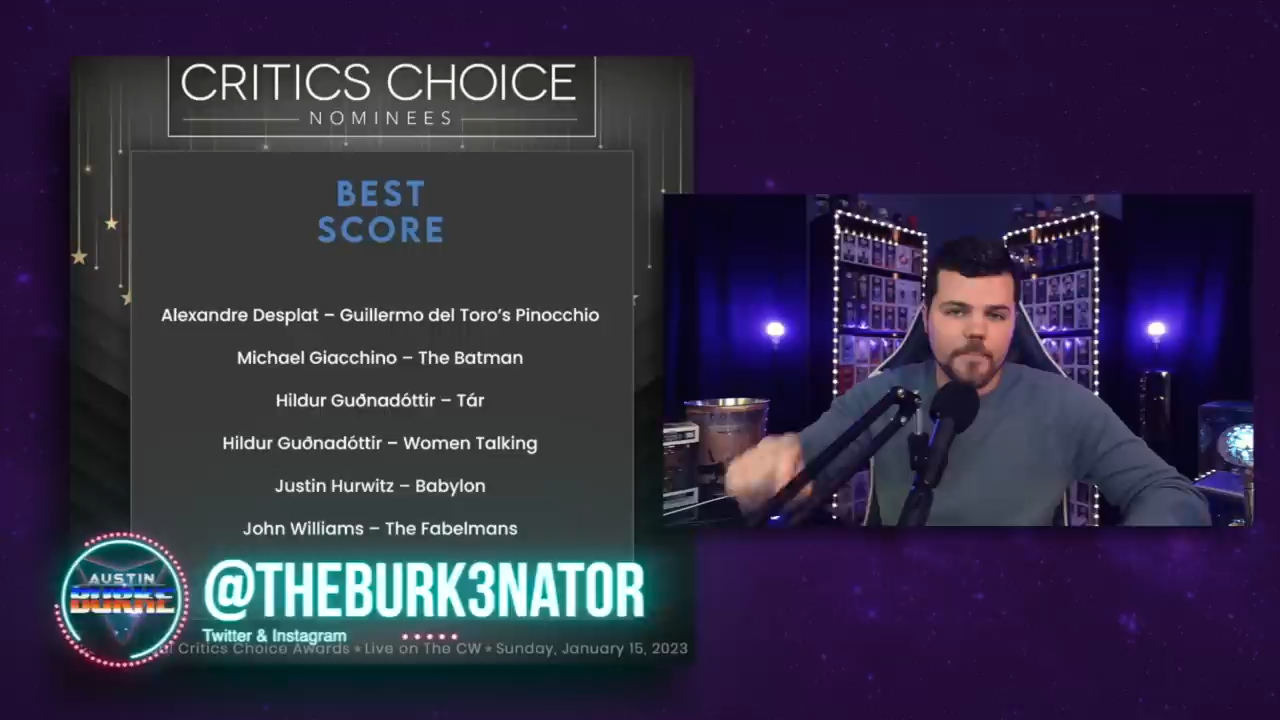 CRITICS CHOICE
NOMINEES
BEST
SCORE
Alexandre Desplat – Guillermo del Toro's Pinocchio
Michael Giacchino – The Batman
Hildur Guðnadóttir – Tár
Hildur Guðnadóttir – Women Talking
Justin Hurwitz – Babylon
John Williams – The Fabelmans
AUSTIN
BURKE
@THEBURK3NATOR
Twitter & Instagram
Critics Choice Awards ★ Live on The CW ★ Sunday, January 15, 2023